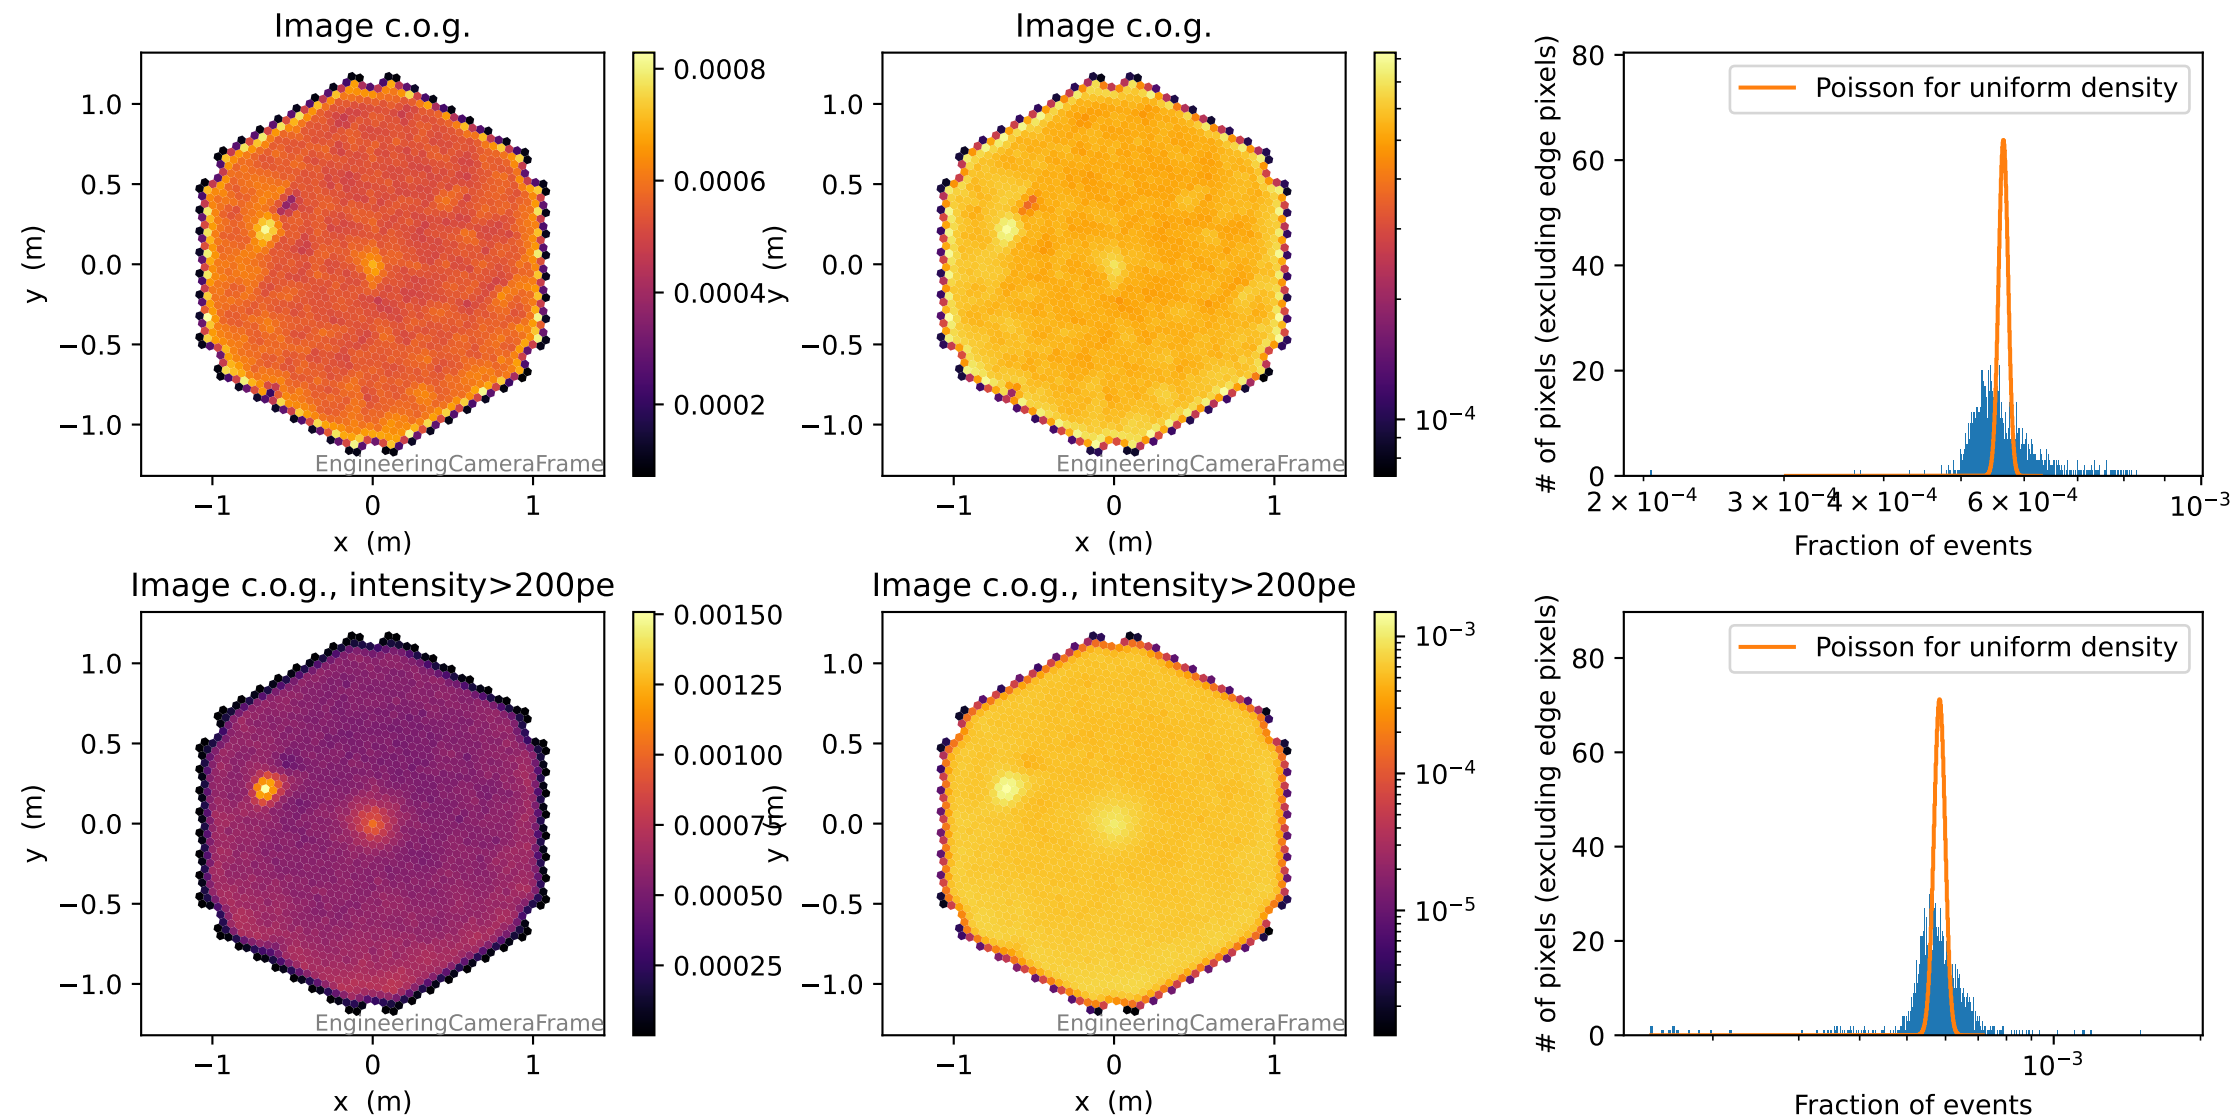 Image c.o.g.
1.0
0.5
0.0
−0.5
−1.0
y (m)
−1
0
1
x (m)
EngineeringCameraFrame
0.0008
0.0006
0.0004
0.0002
Image c.o.g.
1.0
0.5
0.0
−0.5
−1.0
y (m)
−1
0
1
x (m)
EngineeringCameraFrame
10⁻⁴
# of pixels (excluding edge pixels)
80
60
40
20
0
Poisson for uniform density
2 × 10⁻⁴
3 × 10⁻⁴
4 × 10⁻⁴
6 × 10⁻⁴
10⁻³
Fraction of events
Image c.o.g., intensity>200pe
1.0
0.5
0.0
−0.5
−1.0
y (m)
−1
0
1
x (m)
EngineeringCameraFrame
0.00150
0.00125
0.00100
0.00075
0.00050
0.00025
Image c.o.g., intensity>200pe
1.0
0.5
0.0
−0.5
−1.0
y (m)
−1
0
1
x (m)
EngineeringCameraFrame
10⁻³
10⁻⁴
10⁻⁵
# of pixels (excluding edge pixels)
80
60
40
20
0
Poisson for uniform density
10⁻³
Fraction of events